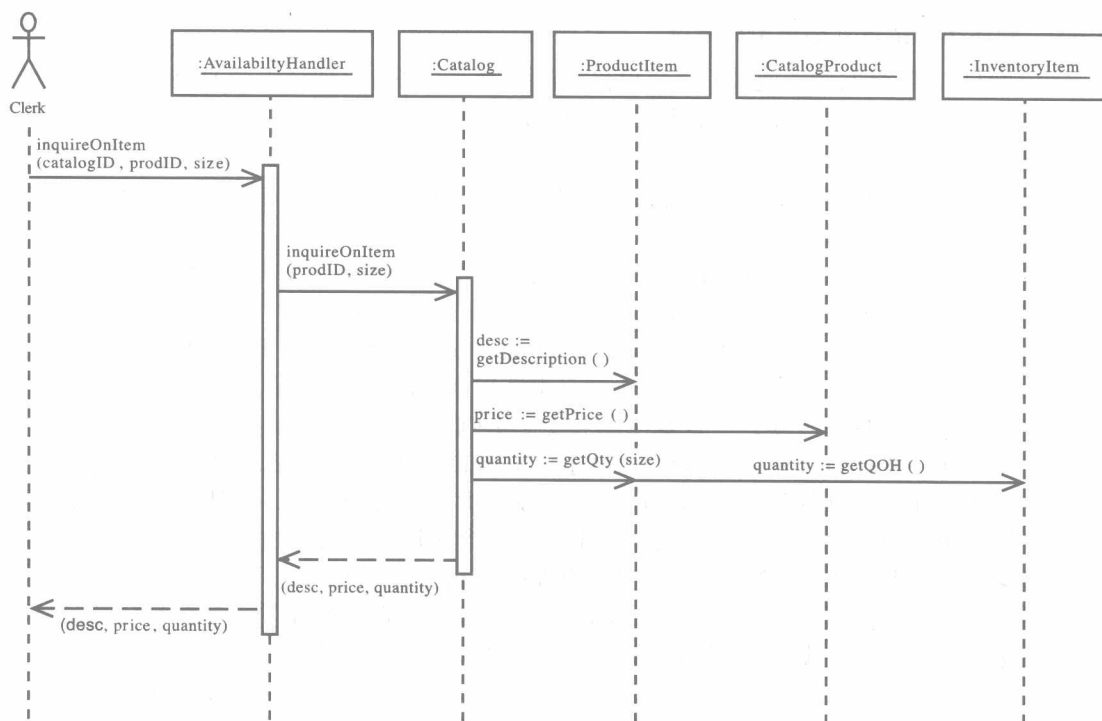 :AvailabiltyHandler
:Catalog
:ProductItem
:CatalogProduct
:InventoryItem
Clerk
inquireOnItem
(catalogID , prodID, size)
inquireOnItem
(prodID, size)
desc :=
getDescription ( )
price := getPrice ( )
quantity := getQty (size)
quantity := getQOH ( )
(desc, price, quantity)
(desc, price, quantity)